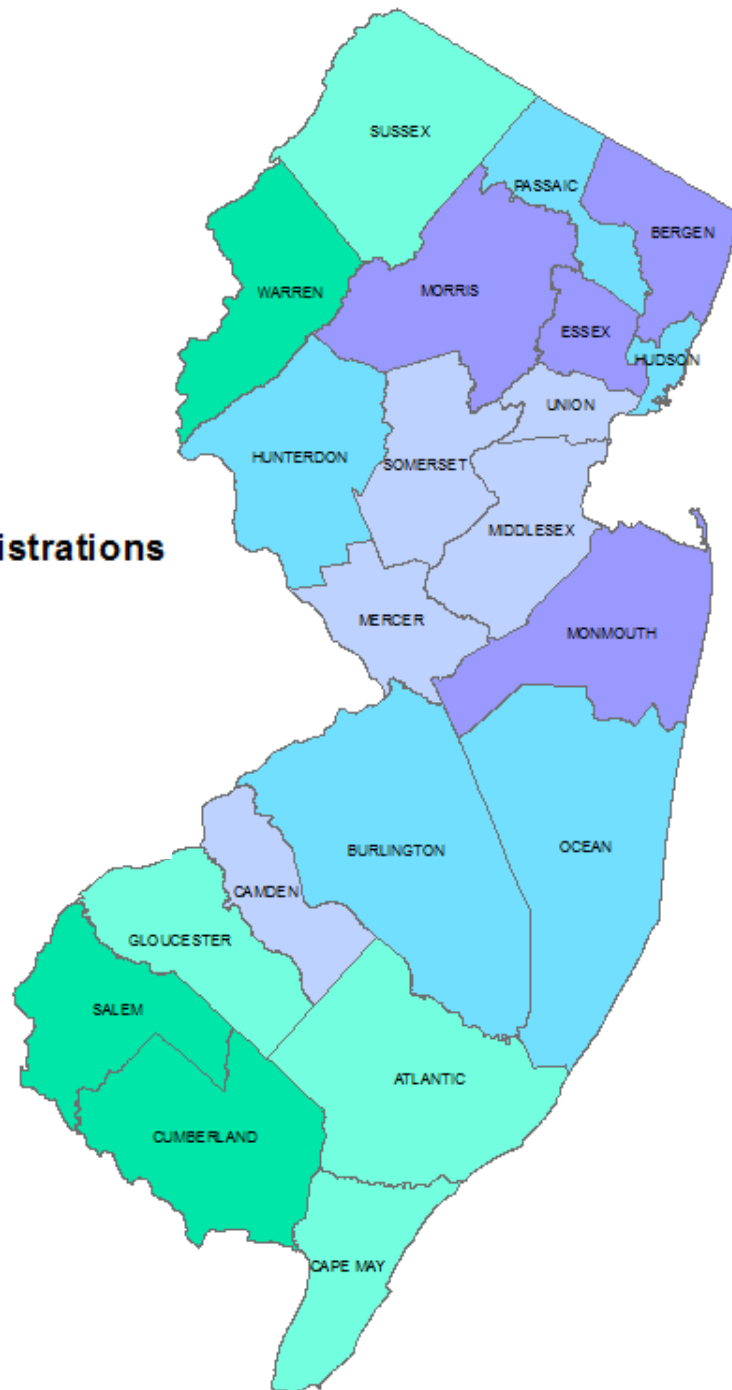 SUSSEX
PASSAIC
BERGEN
WARREN
MORRIS
ESSEX
HUDSON
UNION
HUNTERDON
SOMERSET
MIDDLESEX
istrations
MERCER
MONMOUTH
BURLINGTON
OCEAN
CAMDEN
GLOUCESTER
SALEM
ATLANTIC
CUMBERLAND
CAPE MAY